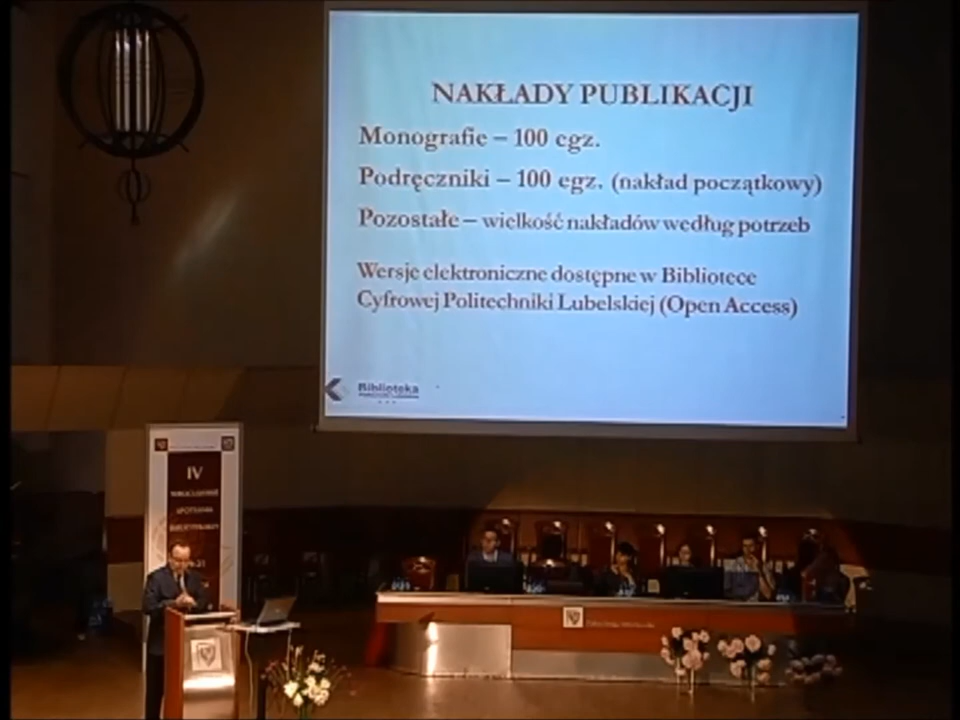 NAKŁADY PUBLIKACJI
Monografie – 100 egz.
Podręczniki – 100 egz. (nakład początkowy)
Pozostałe – wielkość nakładów według potrzeb
Wersje elektroniczne dostępne w Bibliotece
Cyfrowej Politechniki Lubelskiej (Open Access)
Biblioteka
IV
SPOTKANIA